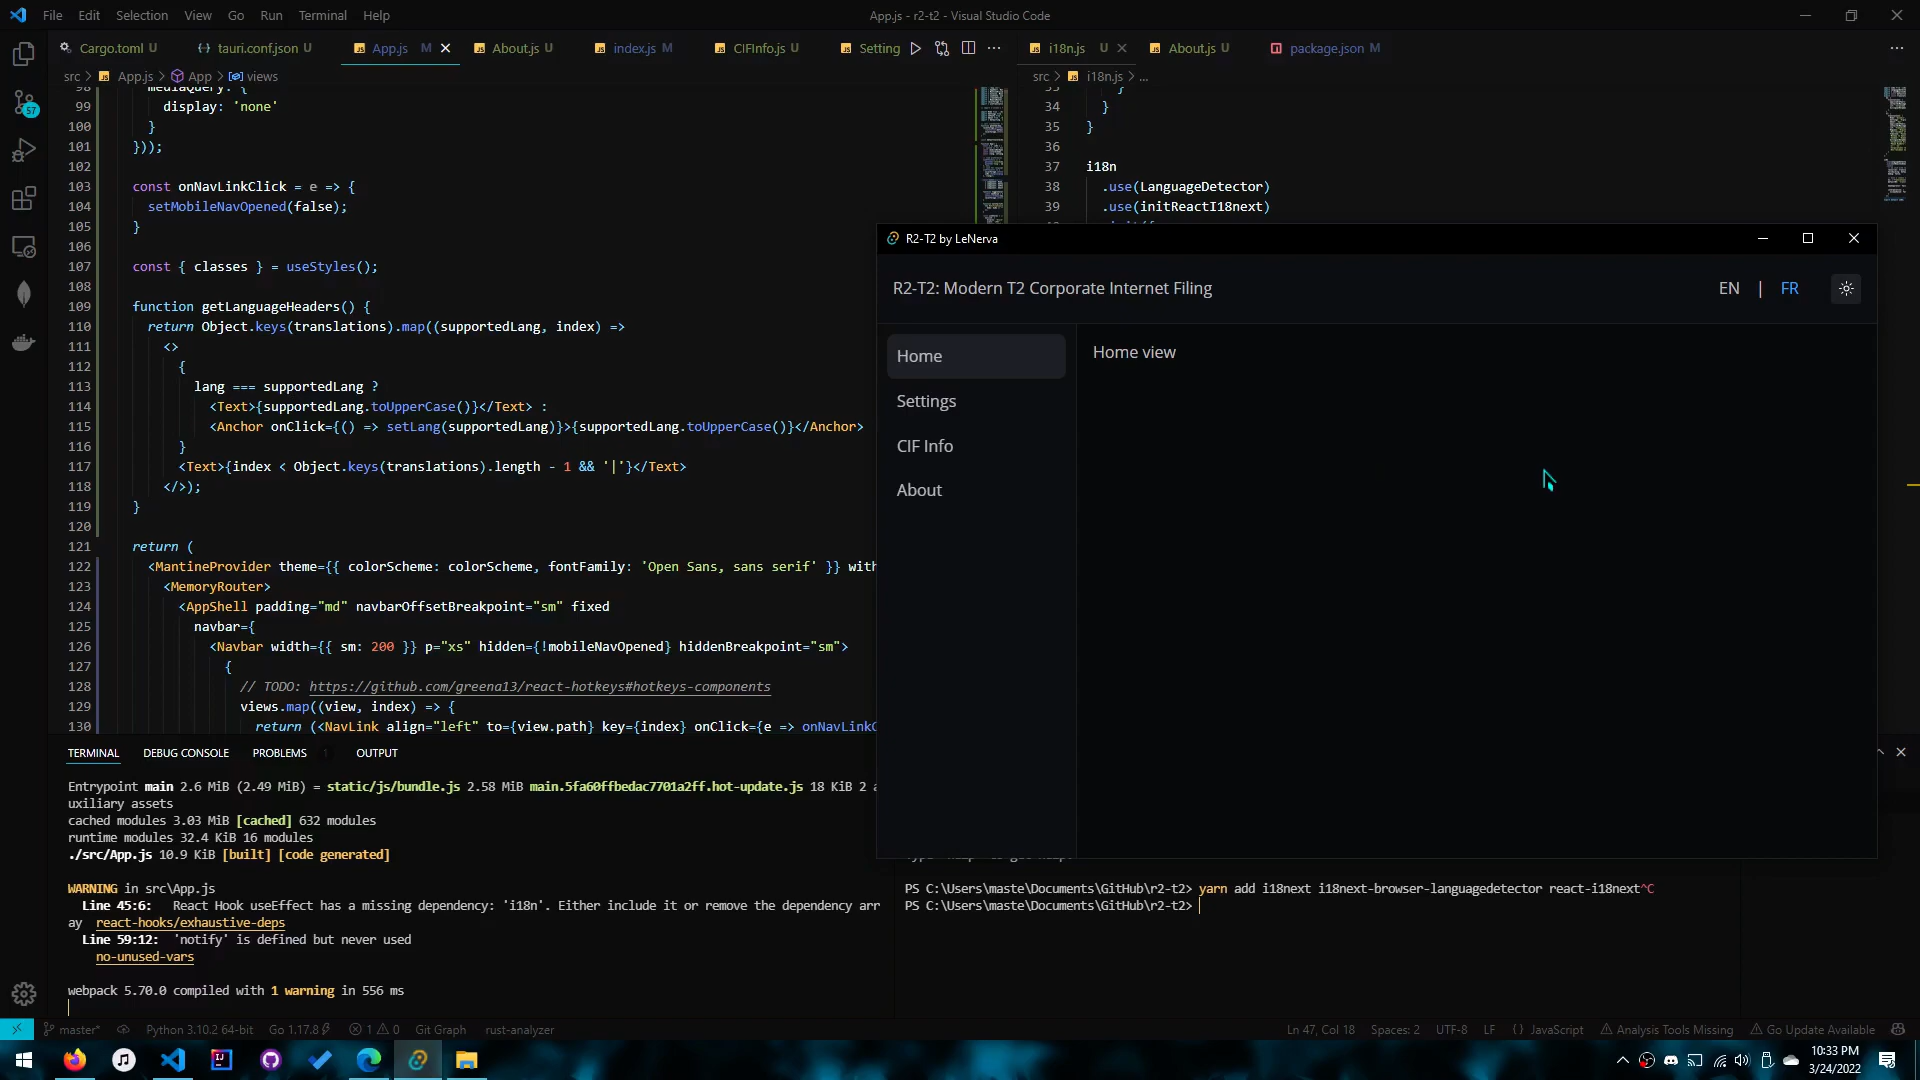 File Edit Selection View Go Run Terminal Help
App.js - r2-t2 - Visual Studio Code
Cargo.toml U
tauri.conf.json U
App.js M
About.js U
index.js M
CIFInfo.js U
Setting
i18n.js U
About.js U
package.json M
src > App.js > App > views
src > i18n.js > ...
98 mediaQuery: {
99 display: 'none'
100 }
101 }));
102
103 const onNavLinkClick = e => {
104 setMobileNavOpened(false);
105 }
106
107 const { classes } = useStyles();
108
109 function getLanguageHeaders() {
110 return Object.keys(translations).map((supportedLang, index) =>
111 <>
112 {
113 lang === supportedLang ?
114 <Text>{supportedLang.toUpperCase()}</Text> :
115 <Anchor onClick={() => setLang(supportedLang)}>{supportedLang.toUpperCase()}</Anchor>
116 }
117 <Text>{index < Object.keys(translations).length - 1 && '|'}</Text>
118 </>);
119 }
120
121 return (
122 <MantineProvider theme={{ colorScheme: colorScheme, fontFamily: 'Open Sans, sans serif' }} with
123 <MemoryRouter>
124 <AppShell padding="md" navbarOffsetBreakpoint="sm" fixed
125 navbar={
126 <Navbar width={{ sm: 200 }} p="xs" hidden={!mobileNavOpened} hiddenBreakpoint="sm">
127 {
128 // TODO: https://github.com/greena13/react-hotkeys#hotkeys-components
129 views.map((view, index) => {
130 return (<NavLink align="left" to={view.path} key={index} onClick={e => onNavLinkC
33 }
34 }
35 }
36
37 i18n
38 .use(LanguageDetector)
39 .use(initReactI18next)
R2-T2 by LeNerva
R2-T2: Modern T2 Corporate Internet Filing
EN | FR
Home
Settings
CIF Info
About
Home view
TERMINAL DEBUG CONSOLE PROBLEMS 1 OUTPUT
Entrypoint main 2.6 MiB (2.49 MiB) = static/js/bundle.js 2.58 MiB main.5fa60ffbedac7701a2ff.hot-update.js 18 KiB 2 a
uxiliary assets
cached modules 3.03 MiB [cached] 632 modules
runtime modules 32.4 KiB 16 modules
./src/App.js 10.9 KiB [built] [code generated]
WARNING in src\App.js
Line 45:6: React Hook useEffect has a missing dependency: 'i18n'. Either include it or remove the dependency arr
ay react-hooks/exhaustive-deps
Line 59:12: 'notify' is defined but never used
no-unused-vars
webpack 5.70.0 compiled with 1 warning in 556 ms
PS C:\Users\maste\Documents\GitHub\r2-t2> yarn add i18next i18next-browser-languagedetector react-i18next^C
PS C:\Users\maste\Documents\GitHub\r2-t2>
57
master* Python 3.10.2 64-bit Go 1.17.8 1 0 Git Graph rust-analyzer
Ln 47, Col 18 Spaces: 2 UTF-8 LF {} JavaScript Analysis Tools Missing Go Update Available
10:33 PM
3/24/2022